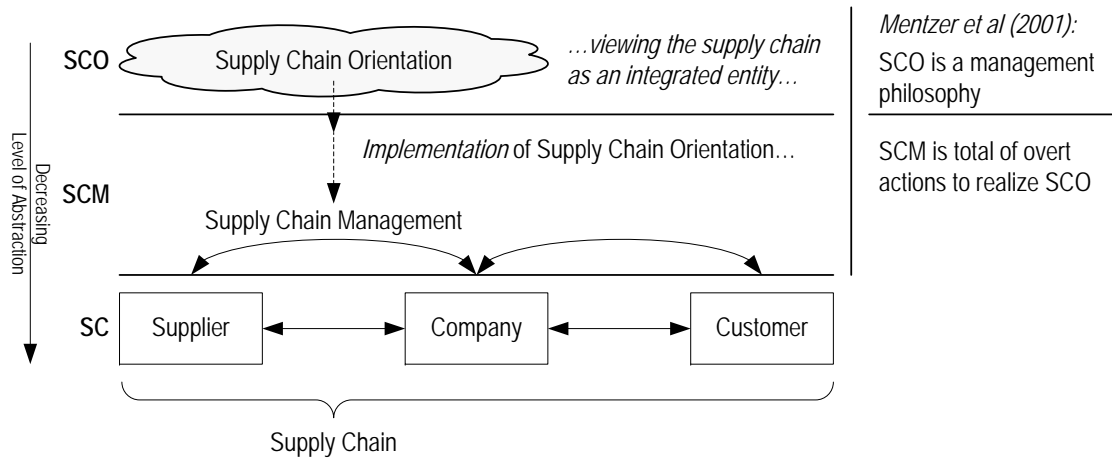 SCO
Supply Chain Orientation
…viewing the supply chain
as an integrated entity…
Mentzer et al (2001):
SCO is a management
philosophy
Decreasing
Level of Abstraction
SCM
Implementation of Supply Chain Orientation…
Supply Chain Management
SCM is total of overt
actions to realize SCO
SC
Supplier
Company
Customer
Supply Chain